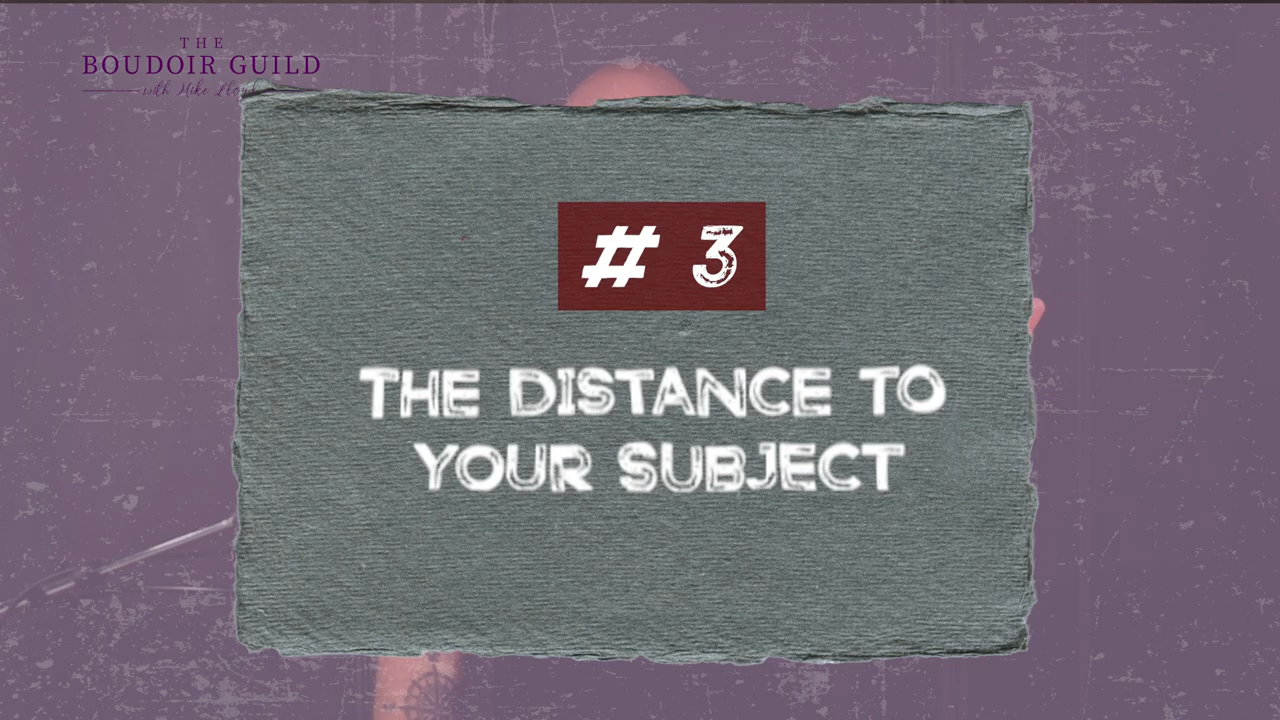 THE
BOUDOIR GUILD
with Mike Lloyd
# 3
THE DISTANCE TO
YOUR SUBJECT